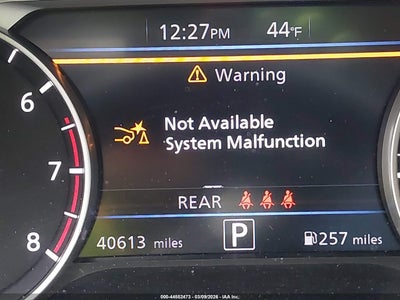 12:27PM 44°F
Warning
6
Not Available
System Malfunction
7
REAR
8
40613 miles P 257 miles
000-44552473 - 03/09/2026 - IAA Inc.